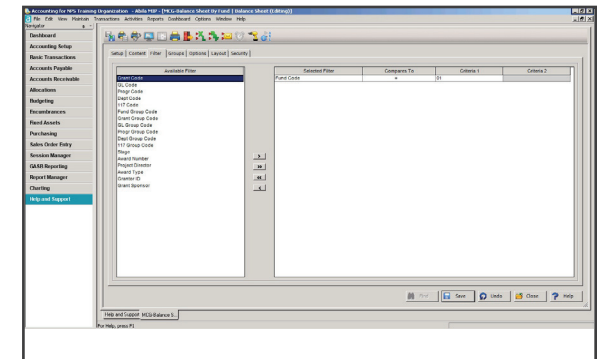 Accounting for NPS Training Organization - Abila MIP - [MCG-Balance Sheet By Fund ( Balance Sheet (Editing))]
File Edit View Maintain Transactions Activities Reports Dashboard Options Window Help
Navigator
Dashboard
Accounting Setup
Basic Transactions
Accounts Payable
Accounts Receivable
Allocations
Budgeting
Encumbrances
Fixed Assets
Purchasing
Sales Order Entry
Session Manager
GASB Reporting
Report Manager
Charting
Help and Support
Setup Content Filter Groups Options Layout Security
Available Filter
Grant Code
GL Code
Progr Code
Dept Code
117 Code
Fund Group Code
Grant Group Code
GL Group Code
Progr Group Code
Dept Group Code
117 Group Code
Stage
Award Number
Project Director
Award Type
Grantor ID
Grant Sponsor
>
>>
<<
<
Selected Filter Compares To Criteria 1 Criteria 2
Fund Code = 01
Save Undo Close Help
Help and Support MCG-Balance S...
For Help, press F1